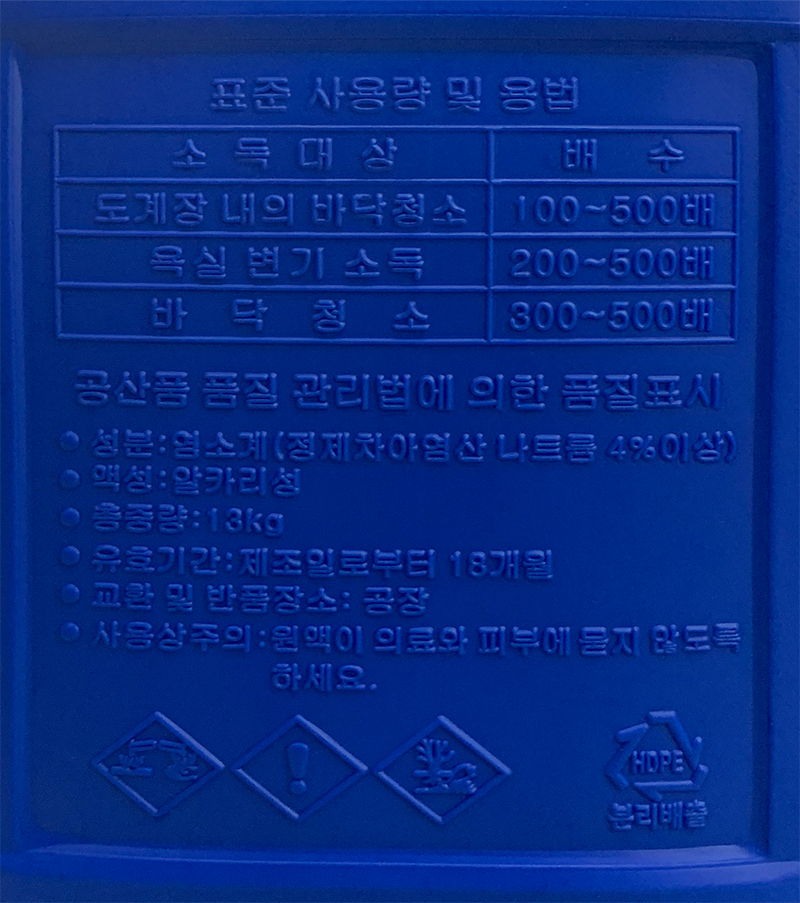 표준 사용량 및 용법
소독대상 배수
도계장 내의 바닥청소 100~500배
욕실 변기 소독 200~500배
바닥청소 300~500배
공산품 품질 관리법에 의한 품질표시
• 성분:염소계(정제차아염산 나트륨 4%이상)
• 액성:알카리성
• 총중량:13kg
• 유효기간:제조일로부터 18개월
• 교환 및 반품장소: 공장
• 사용상주의:원액이 의료와 피부에 묻지 않도록
하세요.
HDPE
분리배출